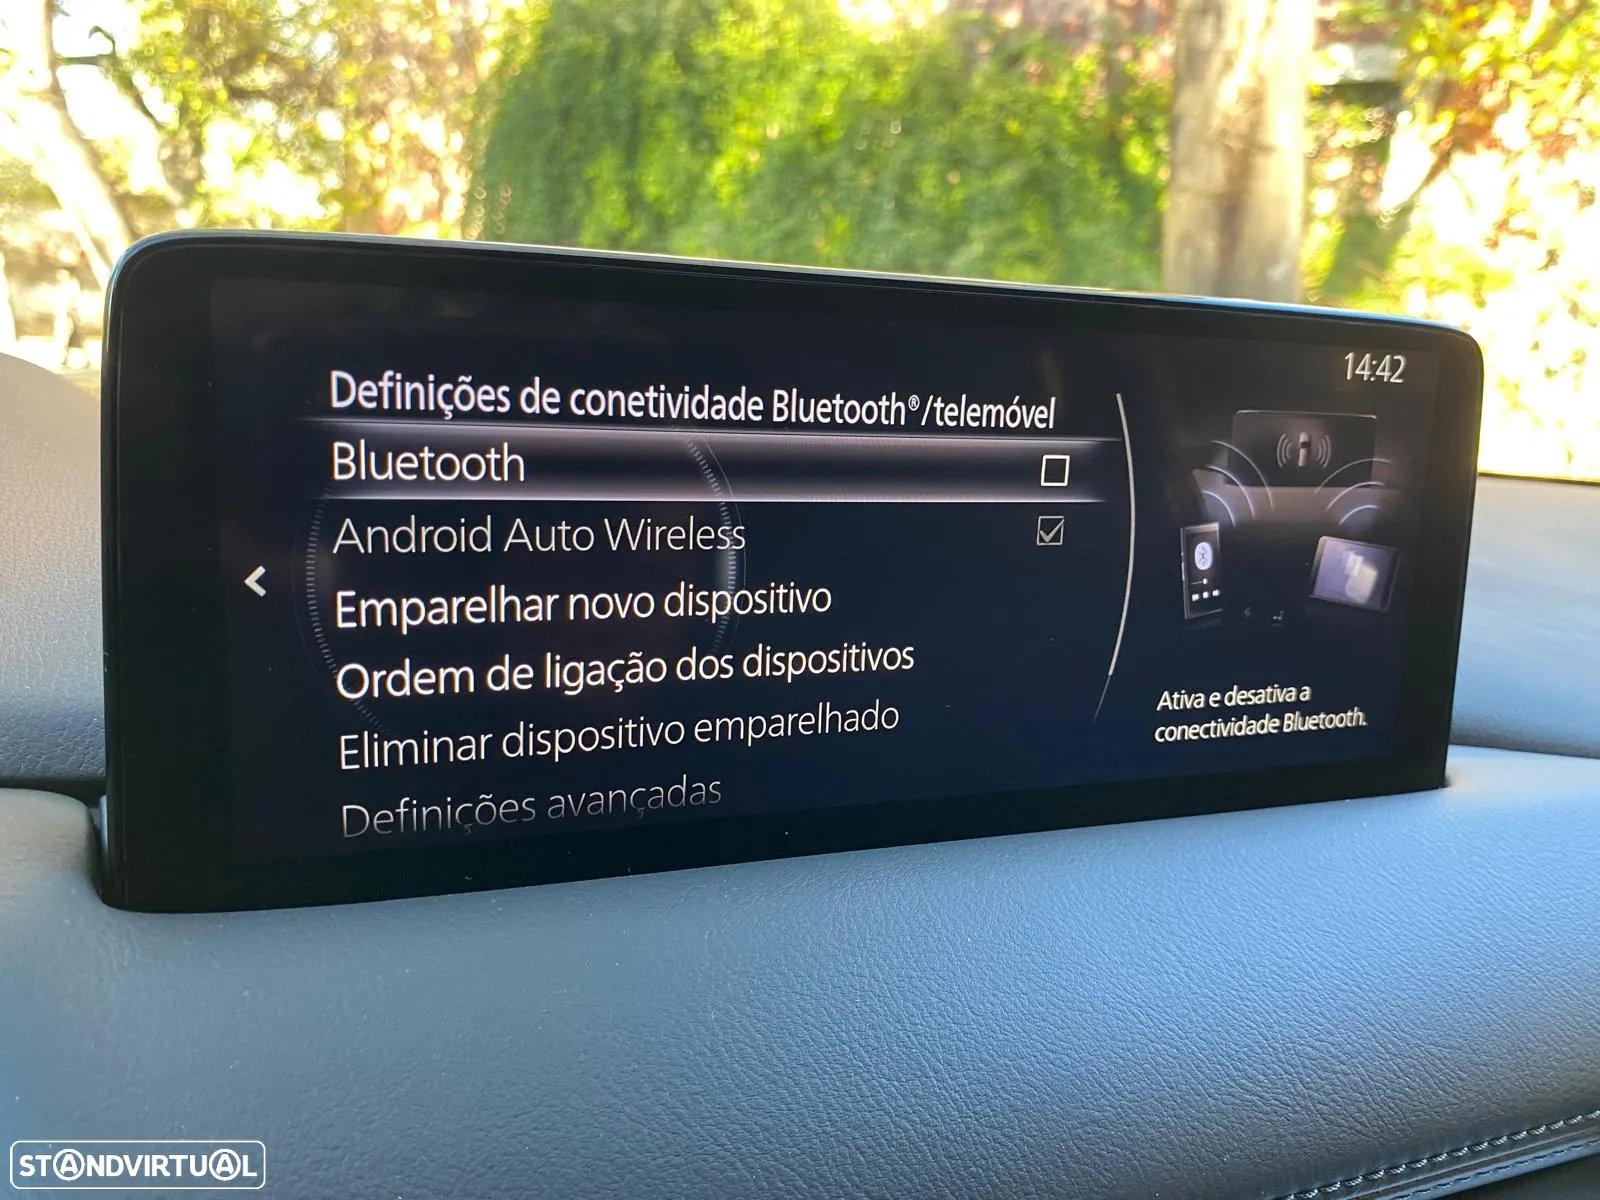 14:42
Definições de conetividade Bluetooth®/telemóvel
Bluetooth
Android Auto Wireless
Emparelhar novo dispositivo
Ordem de ligação dos dispositivos
Eliminar dispositivo emparelhado
Definições avançadas
Ativa e desativa a
conectividade Bluetooth.
STANDVIRTUAL